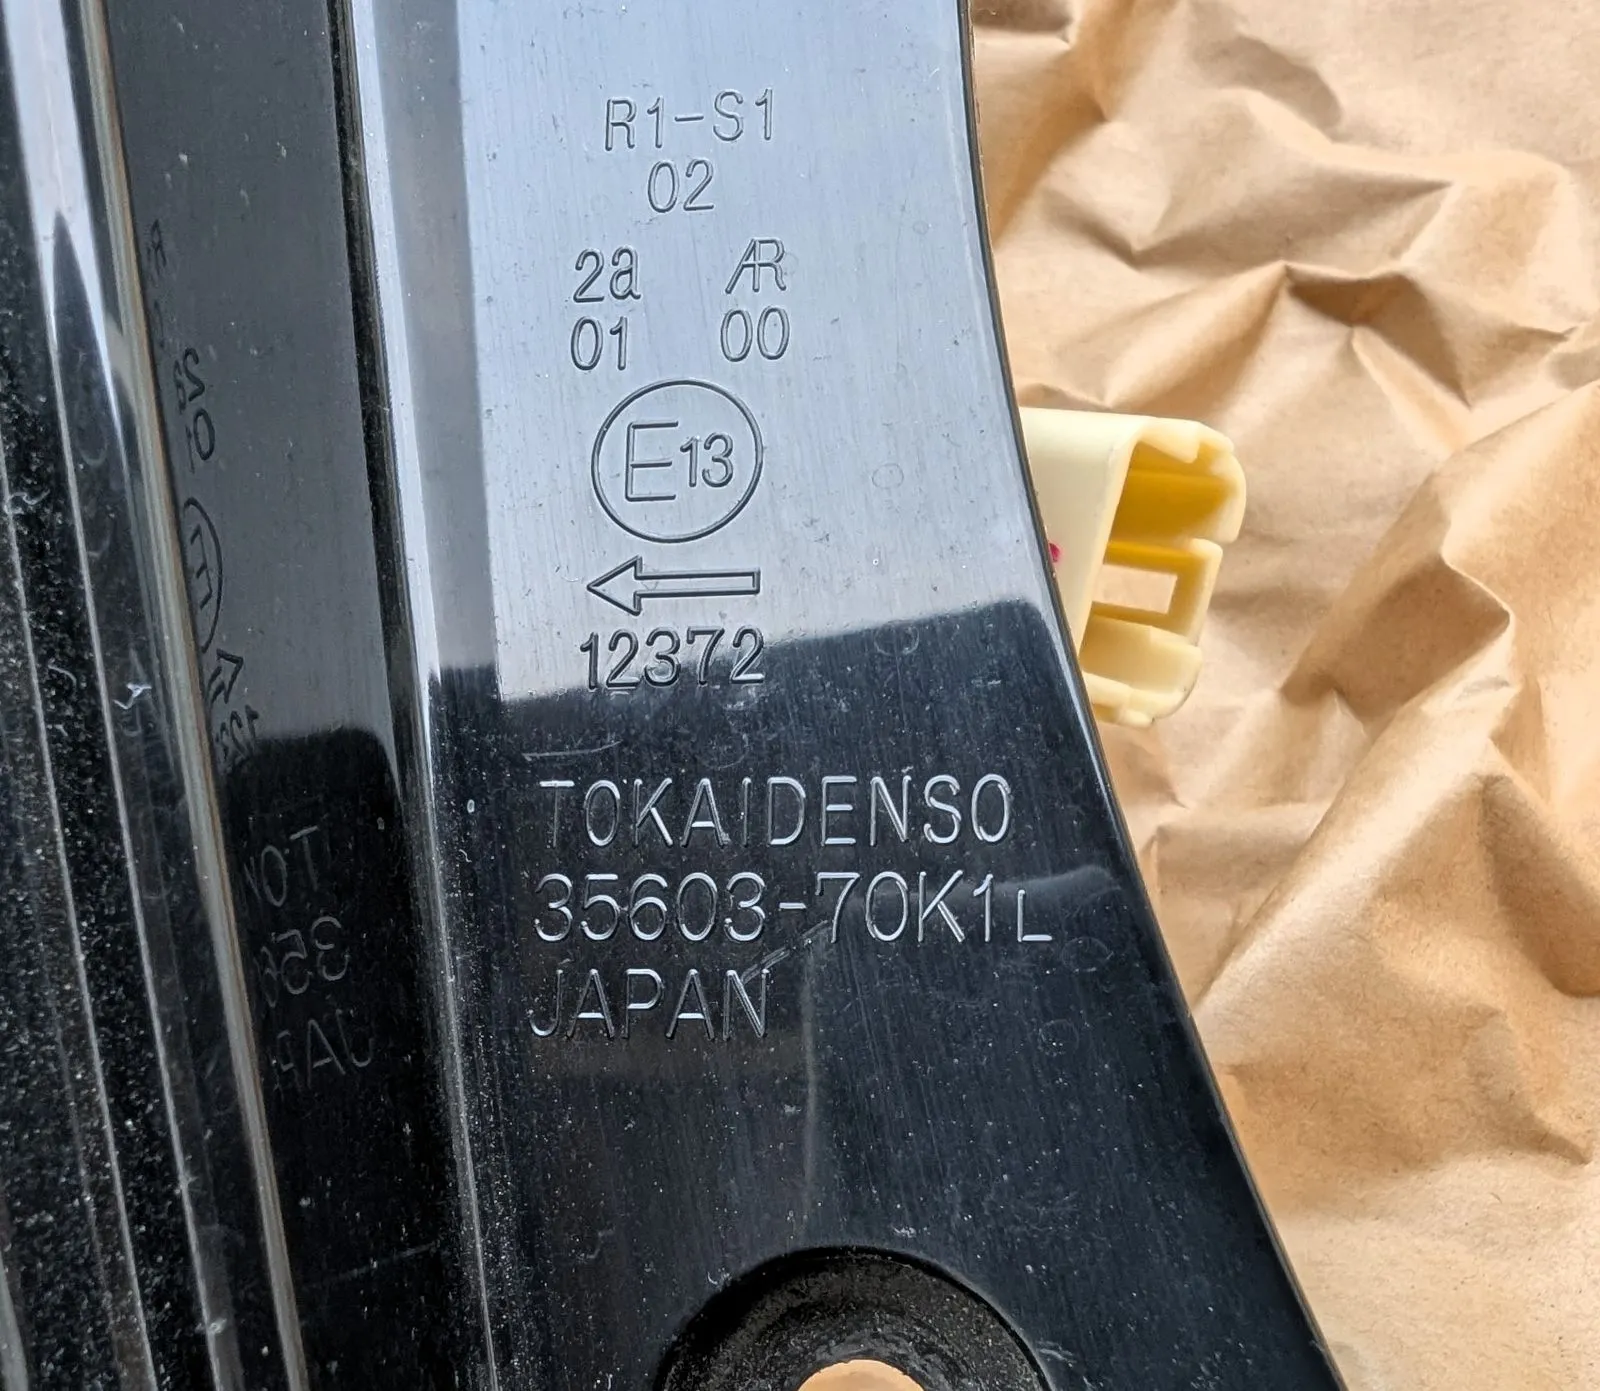 R1-S1
02
2a AR
01 00
E13
12372
TOKAIDENSO
35603-70K1L
JAPAN